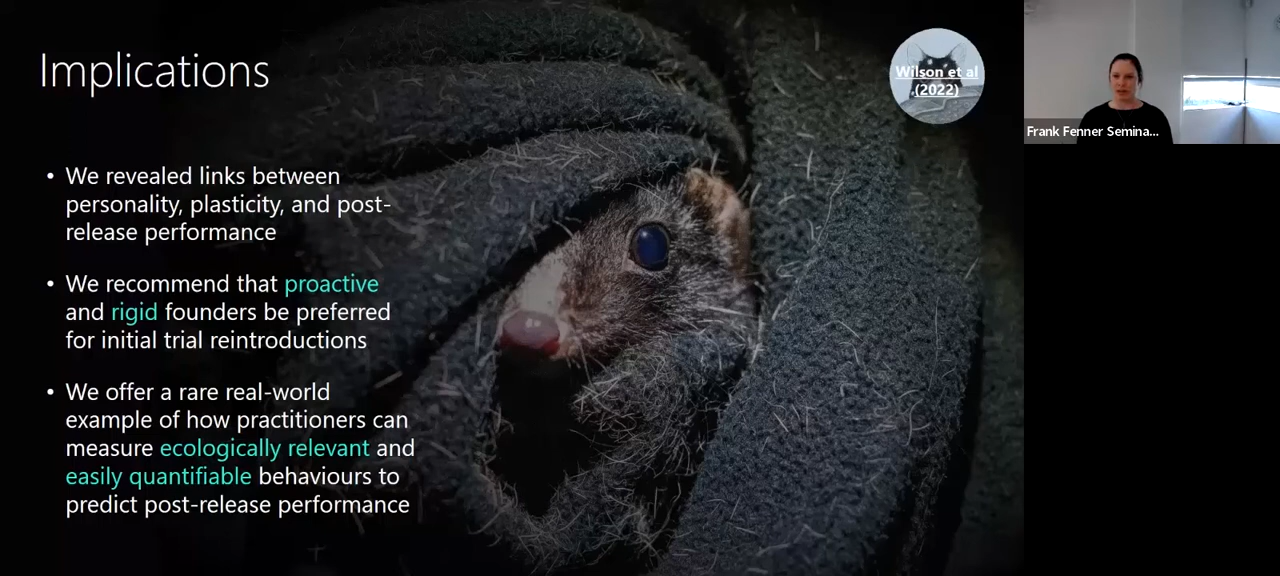 Implications
Wilson et al
(2022)
Frank Fenner Semina...
• We revealed links between
personality, plasticity, and post-
release performance
• We recommend that proactive
and rigid founders be preferred
for initial trial reintroductions
• We offer a rare real-world
example of how practitioners can
measure ecologically relevant and
easily quantifiable behaviours to
predict post-release performance